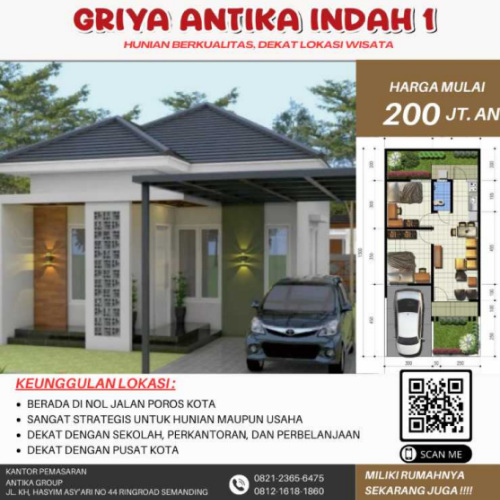 GRIYA ANTIKA INDAH 1
HUNIAN BERKUALITAS, DEKAT LOKASI WISATA
HARGA MULAI
200 JT. AN
KEUNGGULAN LOKASI :
• BERADA DI NOL JALAN POROS KOTA
• SANGAT STRATEGIS UNTUK HUNIAN MAUPUN USAHA
• DEKAT DENGAN SEKOLAH, PERKANTORAN, DAN PERBELANJAAN
• DEKAT DENGAN PUSAT KOTA
SCAN ME
KANTOR PEMASARAN
ANTIKA GROUP
JL. KH, HASYIM ASY'ARI NO 44 RINGROAD SEMANDING
0821-2365-6475
0812-1618-1860
MILIKI RUMAHNYA
SEKARANG JUGA !!!!